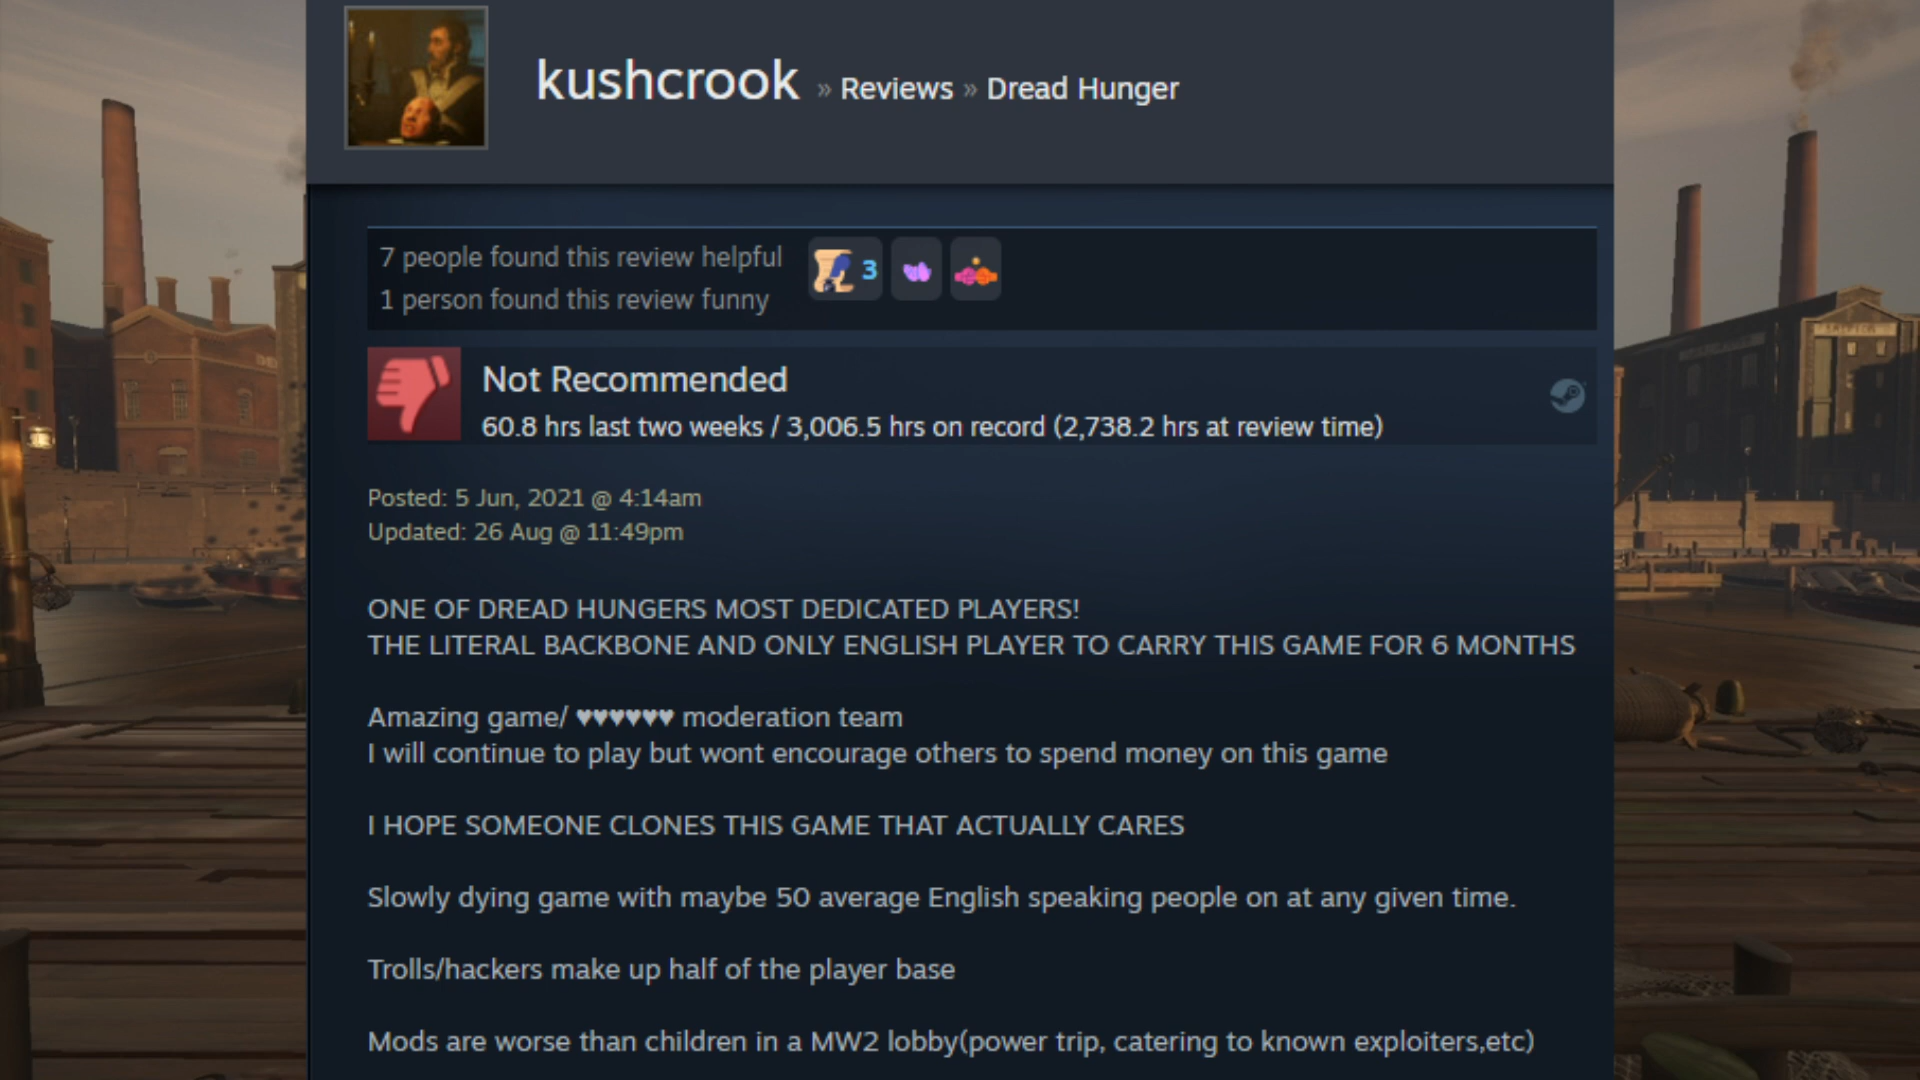 kushcrook » Reviews » Dread Hunger
7 people found this review helpful
1 person found this review funny
3
Not Recommended
60.8 hrs last two weeks / 3,006.5 hrs on record (2,738.2 hrs at review time)
Posted: 5 Jun, 2021 @ 4:14am
Updated: 26 Aug @ 11:49pm
ONE OF DREAD HUNGERS MOST DEDICATED PLAYERS!
THE LITERAL BACKBONE AND ONLY ENGLISH PLAYER TO CARRY THIS GAME FOR 6 MONTHS
Amazing game/ ♥♥♥♥♥♥ moderation team
I will continue to play but wont encourage others to spend money on this game
I HOPE SOMEONE CLONES THIS GAME THAT ACTUALLY CARES
Slowly dying game with maybe 50 average English speaking people on at any given time.
Trolls/hackers make up half of the player base
Mods are worse than children in a MW2 lobby(power trip, catering to known exploiters,etc)